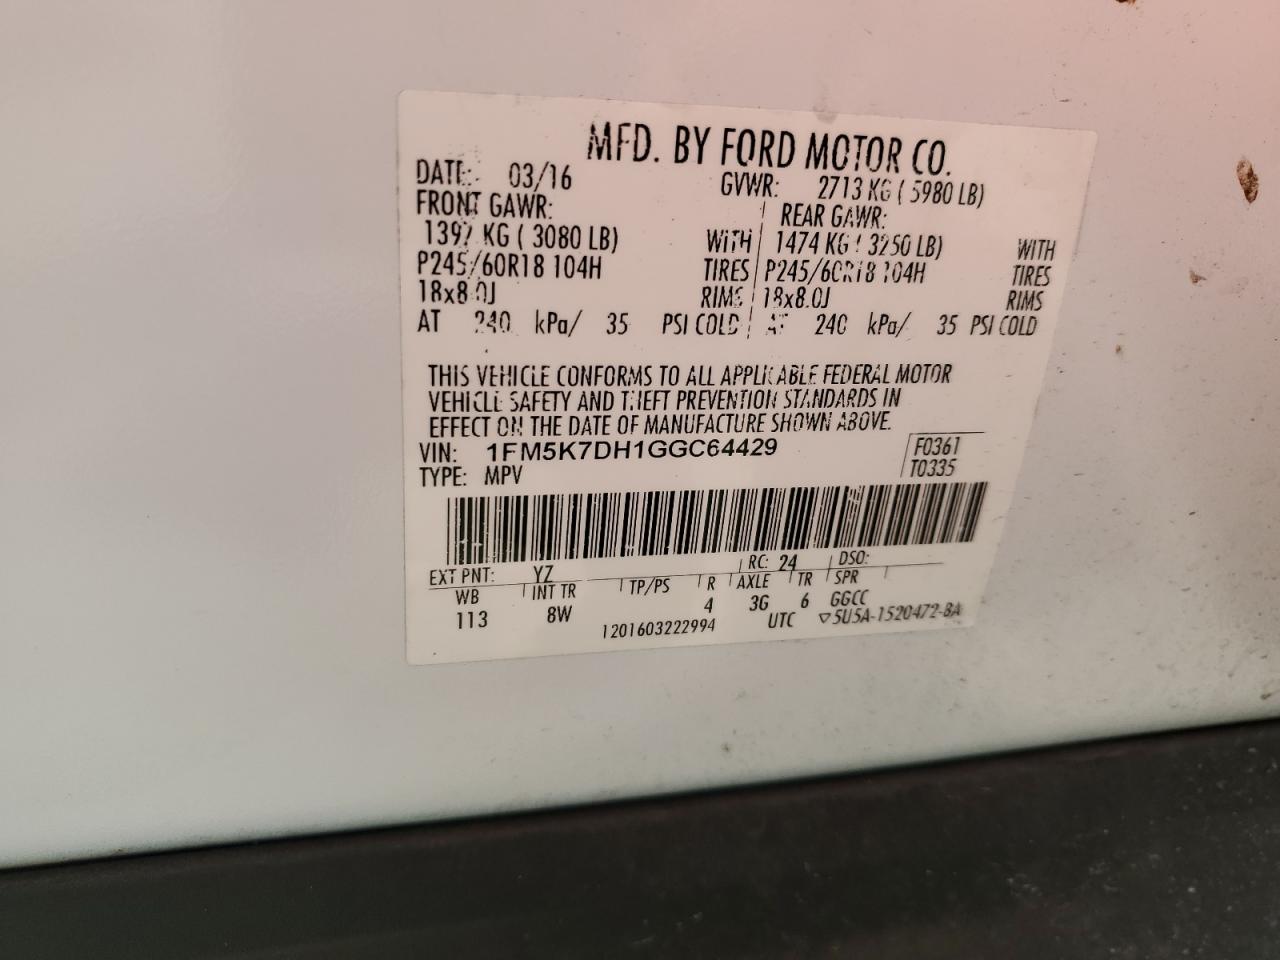 MFD. BY FORD MOTOR CO.
DATE: 03/16 GVWR: 2713 KG ( 5980 LB)
FRONT GAWR: REAR GAWR:
1397 KG ( 3080 LB) WITH 1474 KG ( 3250 LB) WITH
P245/60R18 104H TIRES P245/60R18 104H TIRES
18x8.0J RIMS 18x8.0J RIMS
AT 240 kPa/ 35 PSI COLD AT 240 kPa/ 35 PSI COLD
THIS VEHICLE CONFORMS TO ALL APPLICABLE FEDERAL MOTOR
VEHICLE SAFETY AND THEFT PREVENTION STANDARDS IN
EFFECT ON THE DATE OF MANUFACTURE SHOWN ABOVE.
VIN: 1FM5K7DH1GGC64429 F0361
TYPE: MPV T0335
EXT PNT: YZ RC: 24 DSO:
WB INT TR TP/PS R AXLE TR SPR
113 8W 4 3G 6 GGCC
1201603222994 UTC ▽5U5A-1520472-BA